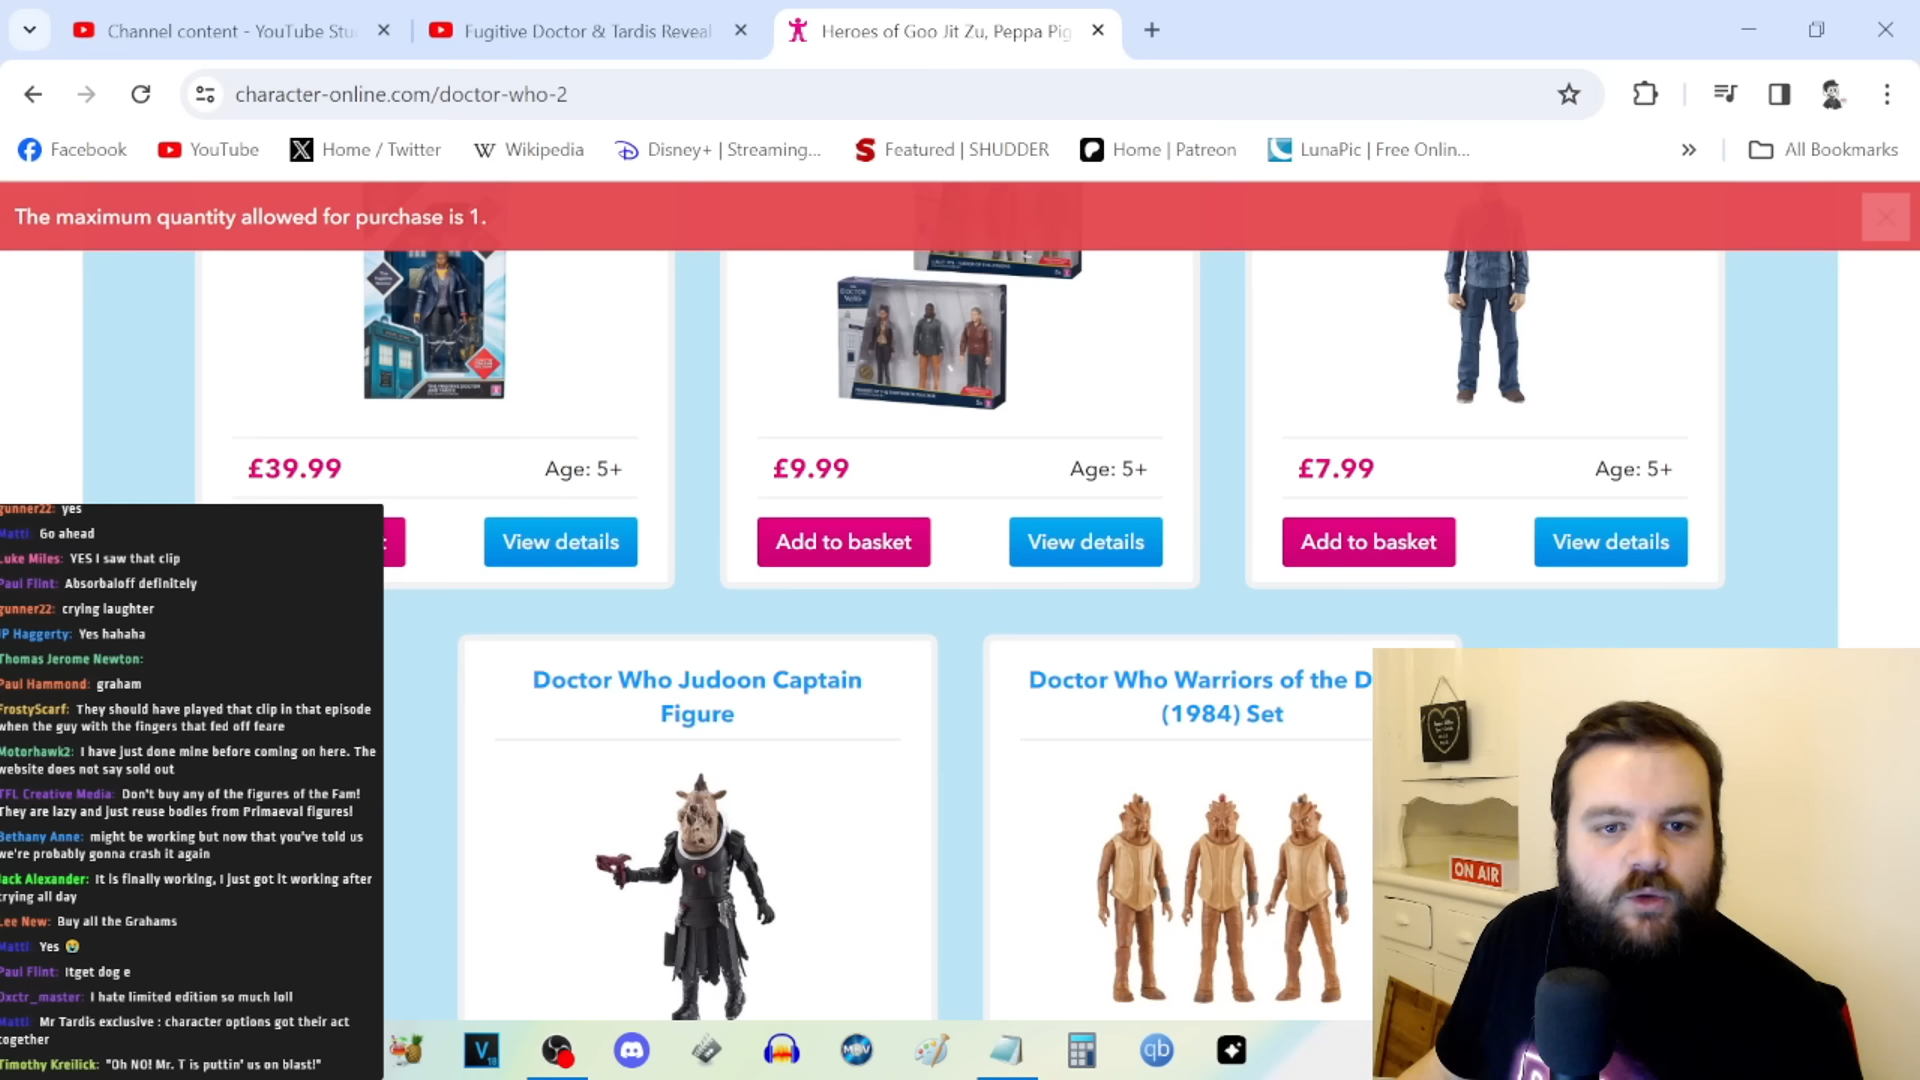 Channel content - YouTube Stu
Fugitive Doctor & Tardis Reveal
Heroes of Goo Jit Zu, Peppa Pig
character-online.com/doctor-who-2
Facebook
YouTube
Home / Twitter
Wikipedia
Disney+ | Streaming...
Featured | SHUDDER
Home | Patreon
LunaPic | Free Onlin...
All Bookmarks
The maximum quantity allowed for purchase is 1.
£39.99
Age: 5+
£9.99
Age: 5+
£7.99
Age: 5+
View details
Add to basket
View details
Add to basket
View details
Doctor Who Judoon Captain
Figure
Doctor Who Warriors of the D
(1984) Set
gunner22: yes
Matti: Go ahead
Luke Miles: YES I saw that clip
Paul Flint: Absorbaloff definitely
gunner22: crying laughter
JP Haggerty: Yes hahaha
Thomas Jerome Newton:
Paul Hammond: graham
FrostyScarf: They should have played that clip in that episode
when the guy with the fingers that fed off feare
Motorhawk2: I have just done mine before coming on here. The
website does not say sold out
TFL Creative Media: Don't buy any of the figures of the Fam!
They are lazy and just reuse bodies from Primaeval figures!
Bethany Anne: might be working but now that you've told us
we're probably gonna crash it again
Jack Alexander: It is finally working, I just got it working after
trying all day
Lee New: Buy all the Grahams
Matti: Yes 😭
Paul Flint: Itget dog e
Dxctr_master: I hate limited edition so much loll
Matti: Mr Tardis exclusive : character options got their act
together
Timothy Kreilick: "Oh NO! Mr. T is puttin' us on blast!"
ON AIR